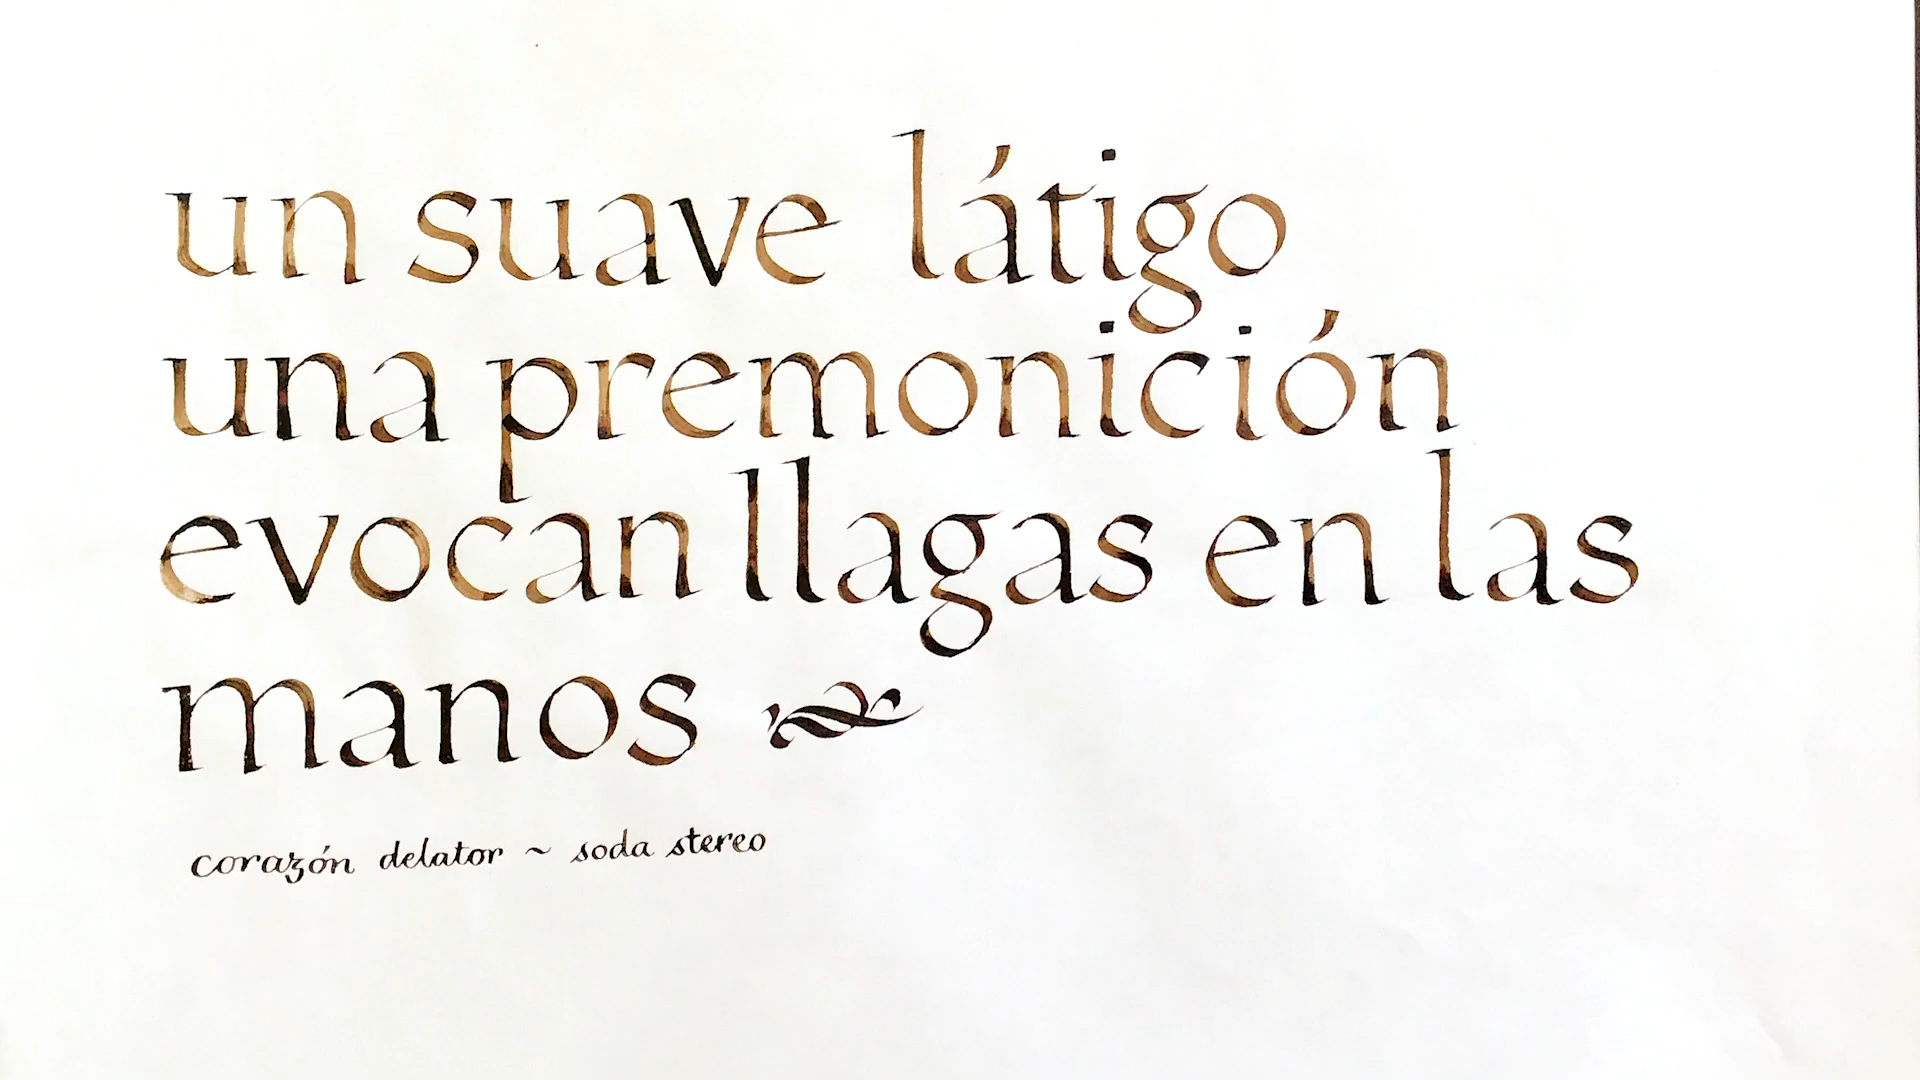 un suave látigo
una premonición
evocan llagas en las
manos
corazón delator ~ soda stereo